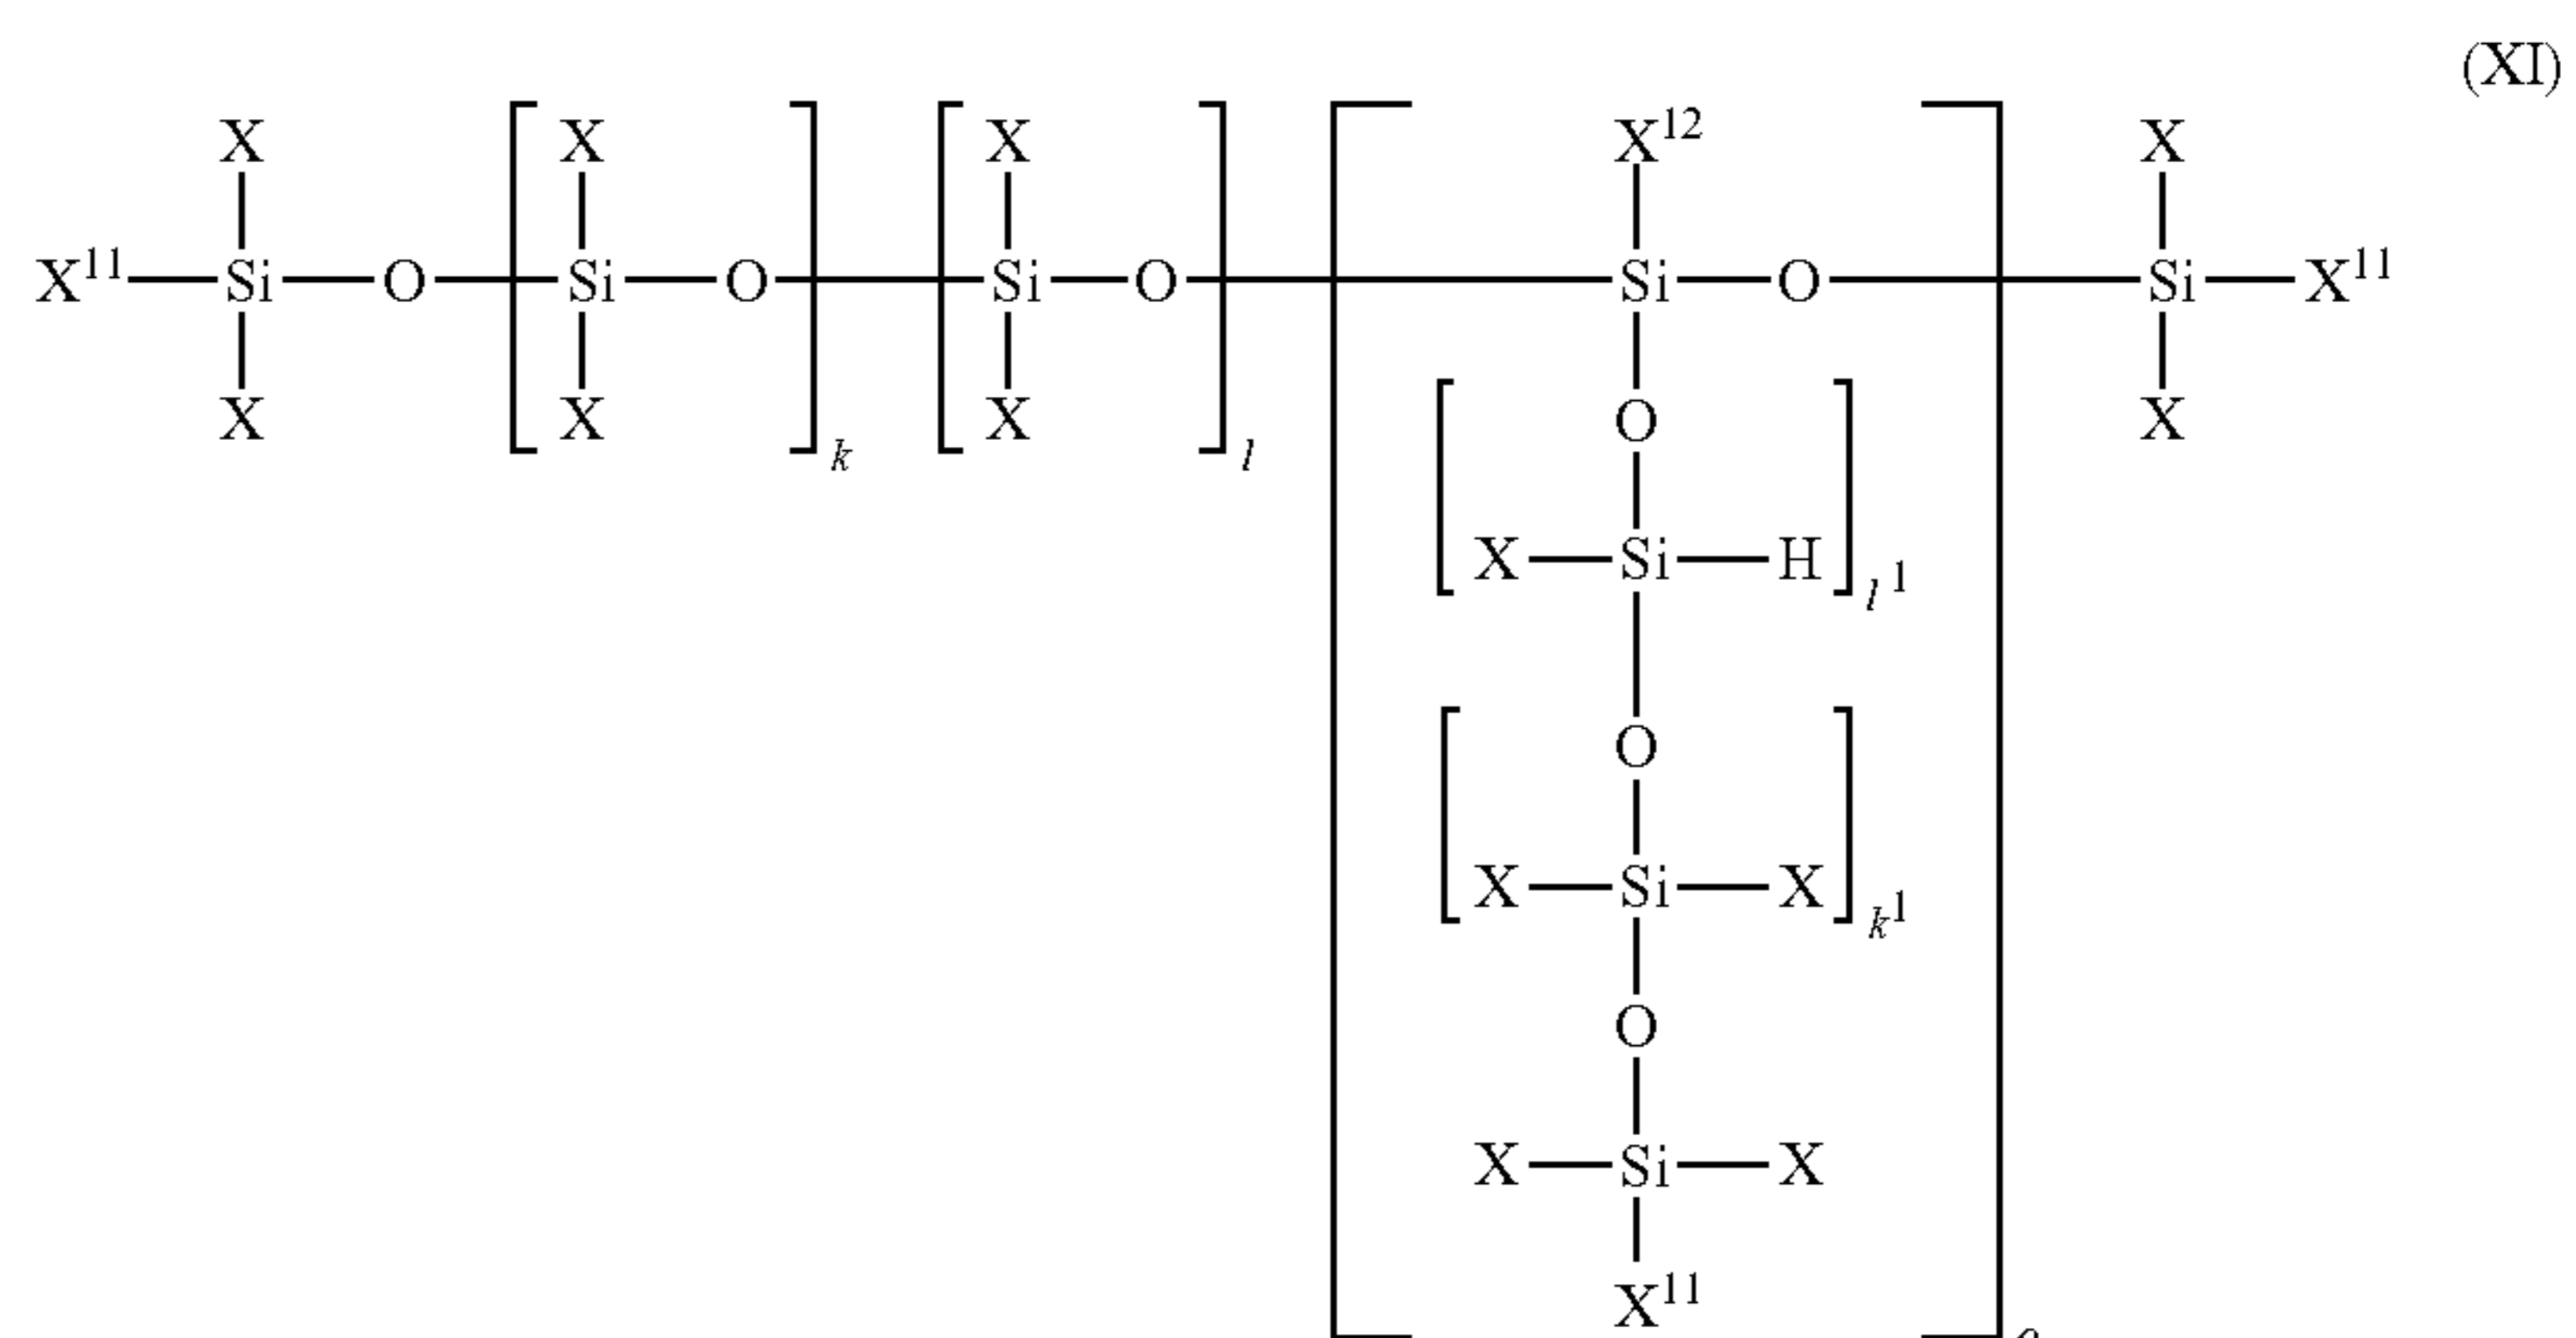 (XI)
X X X X¹² X
X¹¹—Si—O—[Si—O]—[Si—O]—[Si—O]—Si—X¹¹
X X X O X
k l
X—Si—H
l¹
O
X—Si—X
k¹
O
X—Si—X
X¹¹